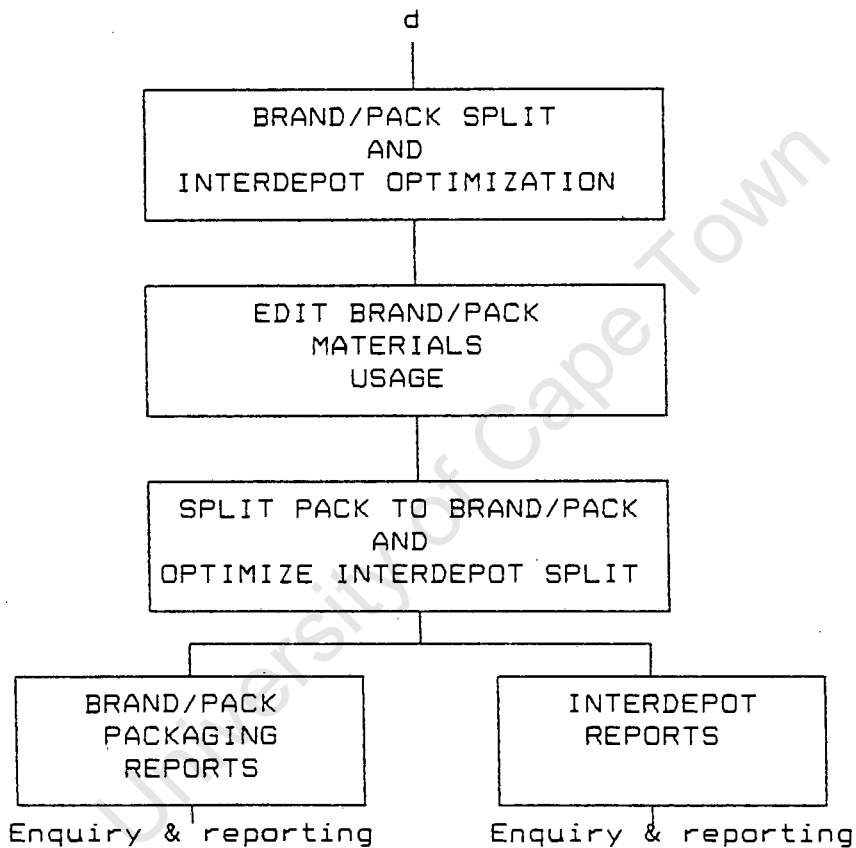 d
BRAND/PACK SPLIT
AND
INTERDEPOT OPTIMIZATION
EDIT BRAND/PACK
MATERIALS
USAGE
SPLIT PACK TO BRAND/PACK
AND
OPTIMIZE INTERDEPOT SPLIT
BRAND/PACK
PACKAGING
REPORTS
INTERDEPOT
REPORTS
Enquiry & reporting
Enquiry & reporting
University of Cape Town